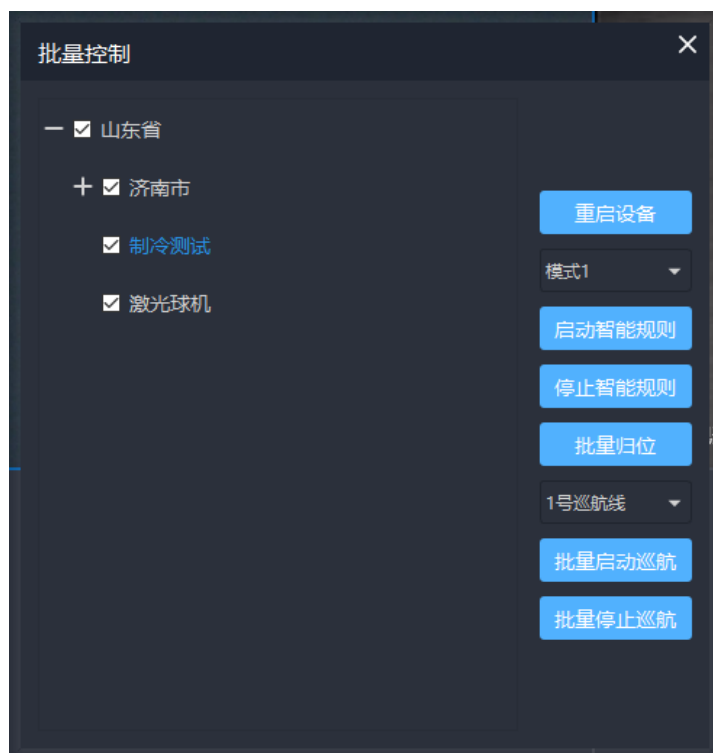 批量控制
山东省
济南市
制冷测试
激光球机
重启设备
模式1
启动智能规则
停止智能规则
批量归位
1号巡航线
批量启动巡航
批量停止巡航